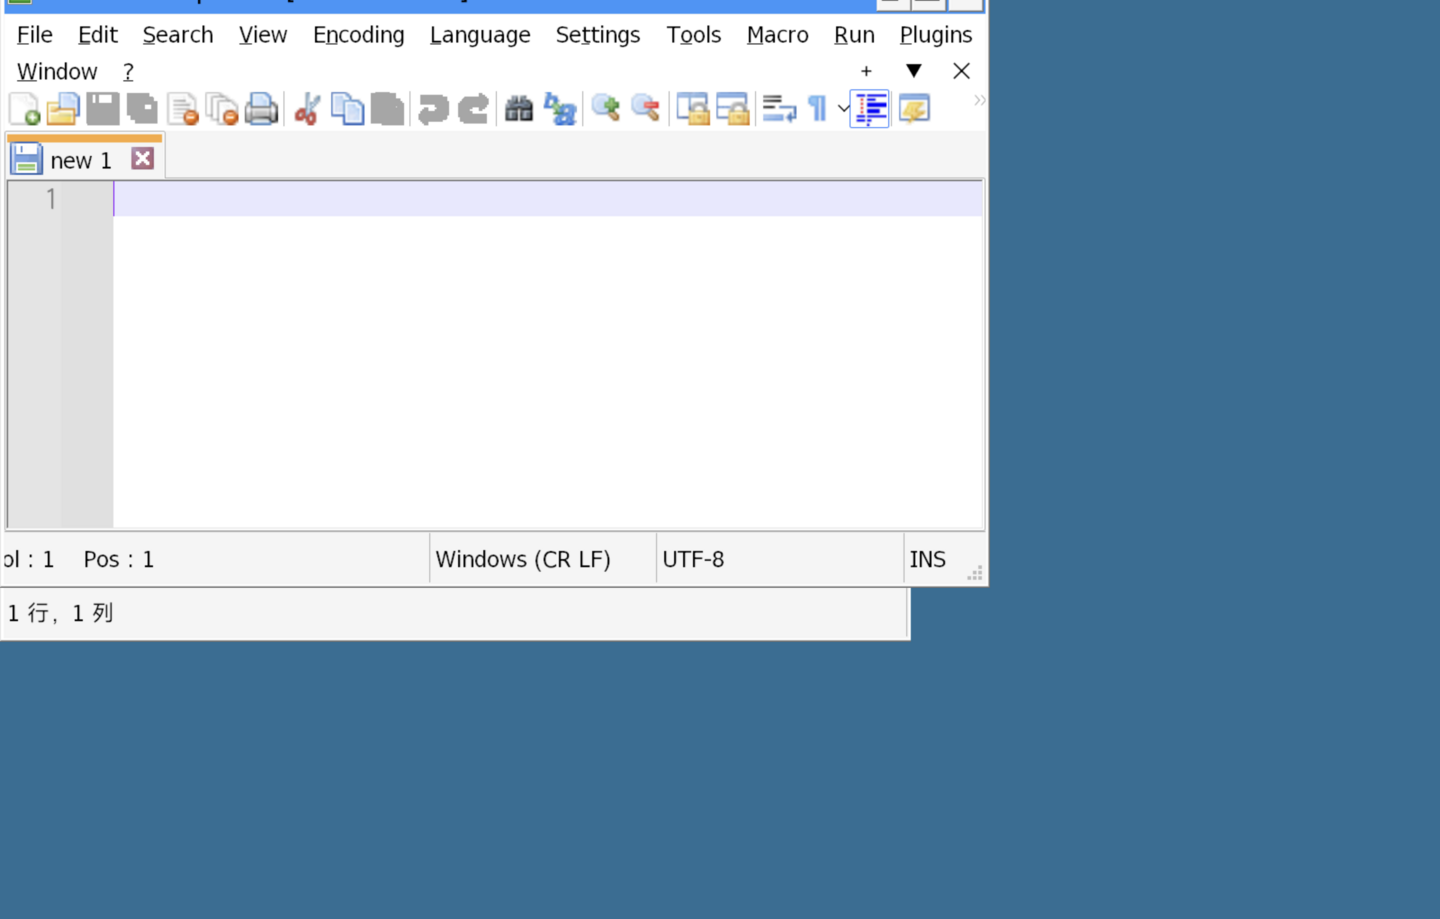 File Edit Search View Encoding Language Settings Tools Macro Run Plugins
Window ? + ▼ ×
new 1
1
ol : 1 Pos : 1 Windows (CR LF) UTF-8 INS
1 行，1 列